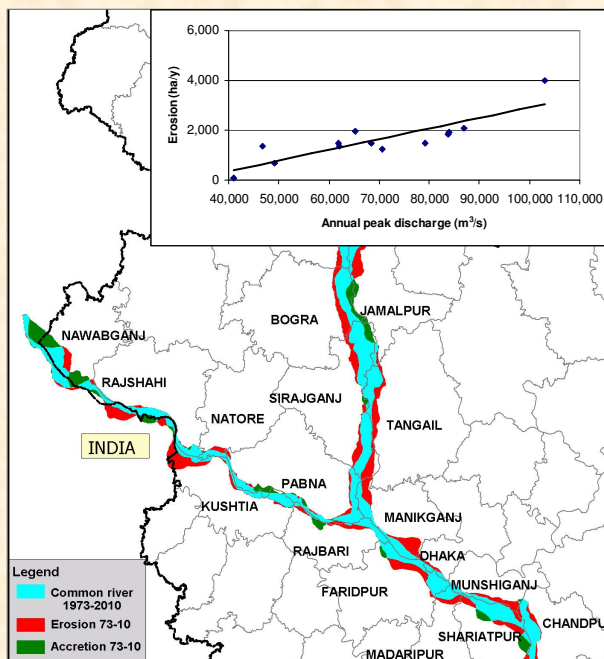 6,000
4,000
2,000
0
Erosion (ha/y)
40,000 50,000 60,000 70,000 80,000 90,000 100,000 110,000
Annual peak discharge (m³/s)
JAMALPUR
BOGRA
NAWABGANJ
RAJSHAHI
SIRAJGANJ
NATORE
TANGAIL
INDIA
PABNA
KUSHTIA
MANIKGANJ
RAJBARI
DHAKA
FARIDPUR
MUNSHIGANJ
CHANDPU
SHARIATPUR
MADARIPUR
Legend
Common river
1973-2010
Erosion 73-10
Accretion 73-10